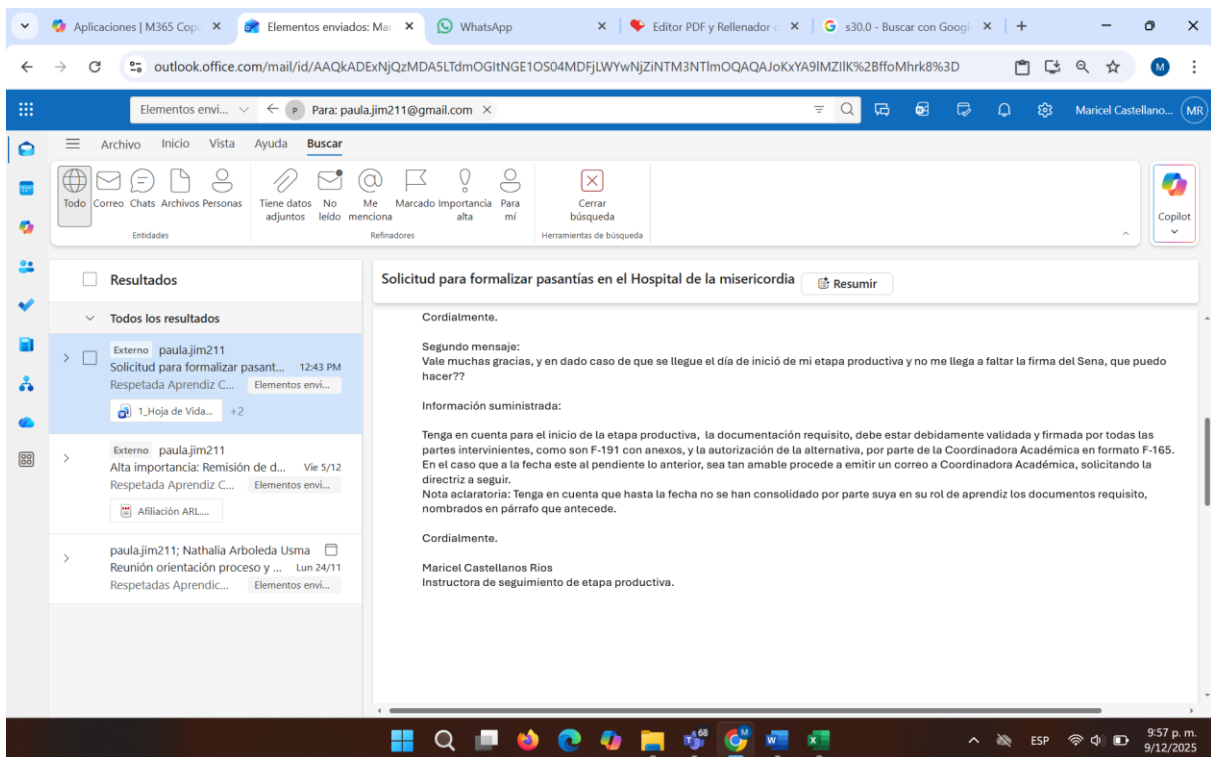 Aplicaciones | M365 Copi
Elementos enviados: Mar
WhatsApp
Editor PDF y Rellenador c
s30.0 - Buscar con Googl
outlook.office.com/mail/id/AAQkADExNjQzMDA5LTdmOGItNGE1OS04MDFjLWYwNjZiNTM3NTlmOQAQAJoKxYA9lMZIlK%2BffoMhrk8%3D
M
Elementos envi...
P
Para: paula.jim211@gmail.com
Maricel Castellano...
MR
Archivo Inicio Vista Ayuda Buscar
Todo Correo Chats Archivos Personas
Tiene datos adjuntos
No leído
Me menciona
Marcado
Importancia alta
Para mí
Cerrar búsqueda
Copilot
Entidades
Refinadores
Herramientas de búsqueda
Resultados
Todos los resultados
Externo paula.jim211
Solicitud para formalizar pasant... 12:43 PM
Respetada Aprendiz C... Elementos envi...
1_Hoja de Vida... +2
Externo paula.jim211
Alta importancia: Remisión de d... Vie 5/12
Respetada Aprendiz C... Elementos envi...
Afiliación ARL....
paula.jim211; Nathalia Arboleda Usma
Reunión orientación proceso y ... Lun 24/11
Respetadas Aprendic... Elementos envi...
Solicitud para formalizar pasantías en el Hospital de la misericordia
Resumir
Cordialmente.
Segundo mensaje:
Vale muchas gracias, y en dado caso de que se llegue el día de inició de mi etapa productiva y no me llega a faltar la firma del Sena, que puedo
hacer??
Información suministrada:
Tenga en cuenta para el inicio de la etapa productiva, la documentación requisito, debe estar debidamente validada y firmada por todas las
partes intervinientes, como son F-191 con anexos, y la autorización de la alternativa, por parte de la Coordinadora Académica en formato F-165.
En el caso que a la fecha este al pendiente lo anterior, sea tan amable procede a emitir un correo a Coordinadora Académica, solicitando la
directriz a seguir.
Nota aclaratoria: Tenga en cuenta que hasta la fecha no se han consolidado por parte suya en su rol de aprendiz los documentos requisito,
nombrados en párrafo que antecede.
Cordialmente.
Maricel Castellanos Rios
Instructora de seguimiento de etapa productiva.
68
ESP
9:57 p. m.
9/12/2025